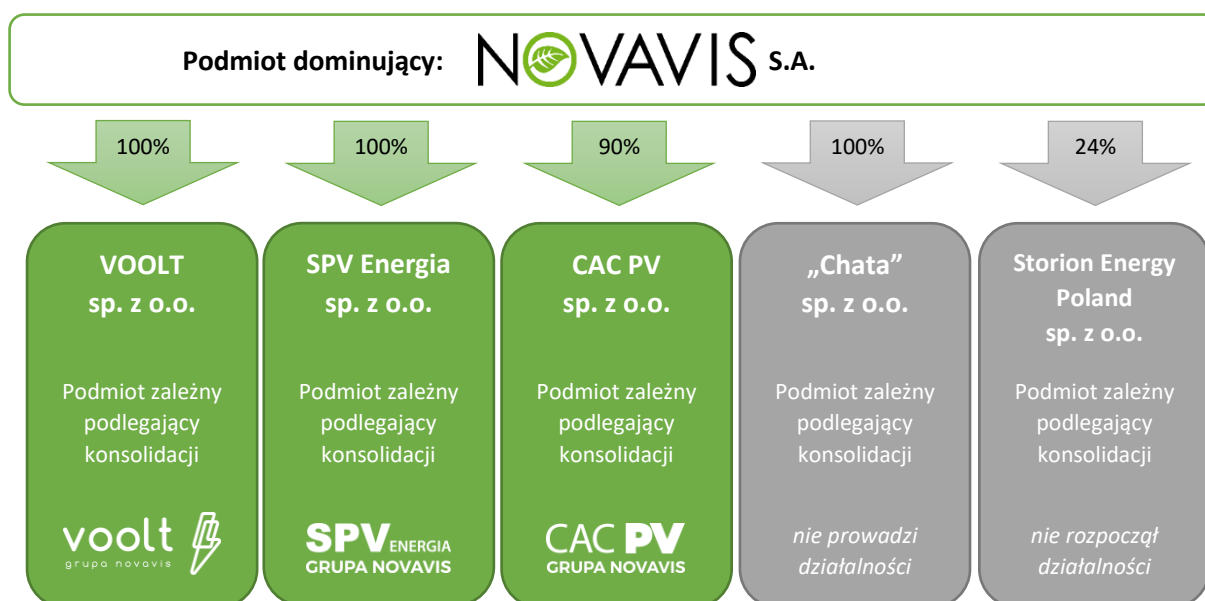 Podmiot dominujący: NOVAVIS S.A.
100%
100%
90%
100%
24%
VOOLT
sp. z o.o.
Podmiot zależny
podlegający
konsolidacji
voolt
grupa novavis
SPV Energia
sp. z o.o.
Podmiot zależny
podlegający
konsolidacji
SPV ENERGIA
GRUPA NOVAVIS
CAC PV
sp. z o.o.
Podmiot zależny
podlegający
konsolidacji
CAC PV
GRUPA NOVAVIS
„Chata”
sp. z o.o.
Podmiot zależny
podlegający
konsolidacji
nie prowadzi
działalności
Storion Energy
Poland
sp. z o.o.
Podmiot zależny
podlegający
konsolidacji
nie rozpoczął
działalności